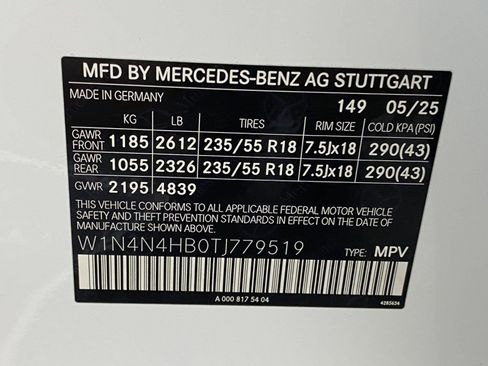 MFD BY MERCEDES-BENZ AG STUTTGART
MADE IN GERMANY 149 05/25
KG LB TIRES RIM SIZE COLD KPA (PSI)
GAWR FRONT 1185 2612 235/55 R18 7.5Jx18 290(43)
GAWR REAR 1055 2326 235/55 R18 7.5Jx18 290(43)
GVWR 2195 4839
THIS VEHICLE CONFORMS TO ALL APPLICABLE FEDERAL MOTOR VEHICLE
SAFETY AND THEFT PREVENTION STANDARDS IN EFFECT ON THE DATE OF
MANUFACTURE SHOWN ABOVE.
W1N4N4HB0TJ779519 TYPE: MPV
A 000 817 54 04 4285634